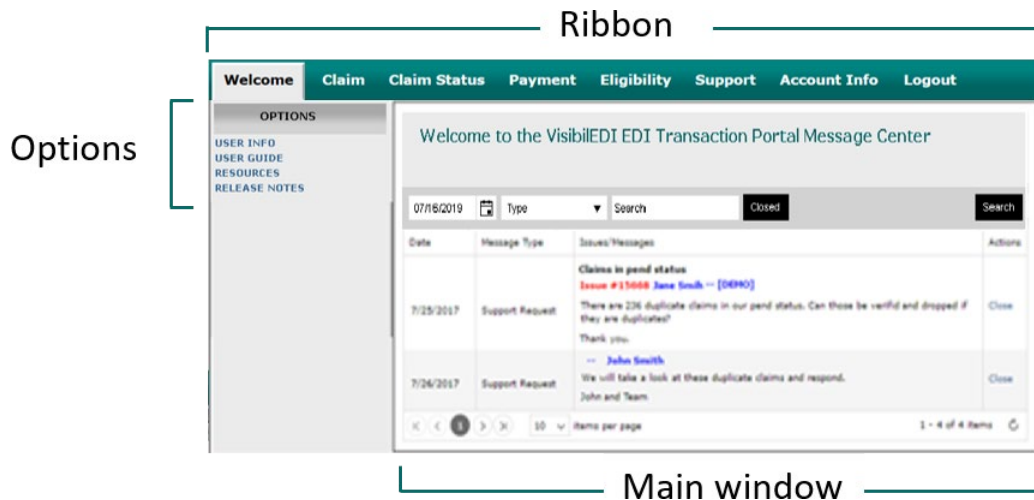 Ribbon
Welcome Claim Claim Status Payment Eligibility Support Account Info Logout
Options
OPTIONS
USER INFO
USER GUIDE
RESOURCES
RELEASE NOTES
Welcome to the VisibilEDI EDI Transaction Portal Message Center
07/16/2019 Type Search Closed Search
Date Message Type Issues/Messages Actions
Claims in pend status
Issue #15668 Jane Smih -- [DEMO]
7/25/2017 Support Request There are 236 duplicate claims in our pend status. Can those be verifid and dropped if Close
they are duplicates?
Thank you.
-- John Smith
7/26/2017 Support Request We will take a look at these duplicate claims and respond. Close
John and Team
1 10 items per page 1 - 4 of 4 items
Main window